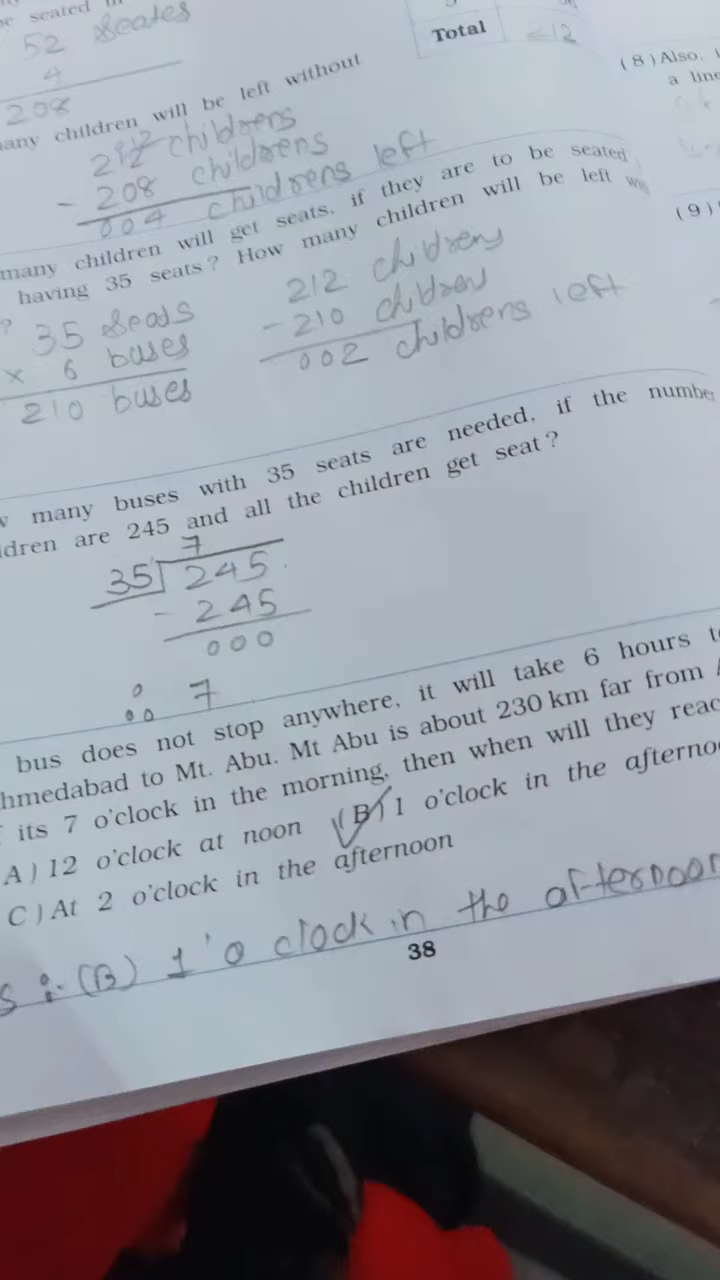 seated
52 Seates
4
208
Total
212
(8) Also,
a line
any children will be left without
212 childrens
- 208 childrens
004 childrens left
many children will get seats, if they are to be seated
having 35 seats? How many children will be left
(9)
?
35 Seats
x 6 buses
210 buses
212 childrens
- 210 children
002 childrens left
many buses with 35 seats are needed, if the number
dren are 245 and all the children get seat?
7
35 245
- 245
000
∴ 7
bus does not stop anywhere, it will take 6 hours
hmedabad to Mt. Abu. Mt Abu is about 230 km far from
its 7 o'clock in the morning, then when will they reac
A) 12 o'clock at noon (B) 1 o'clock in the afternoo
C) At 2 o'clock in the afternoon
s :- (B) 1 'o clock in the afternoon
38